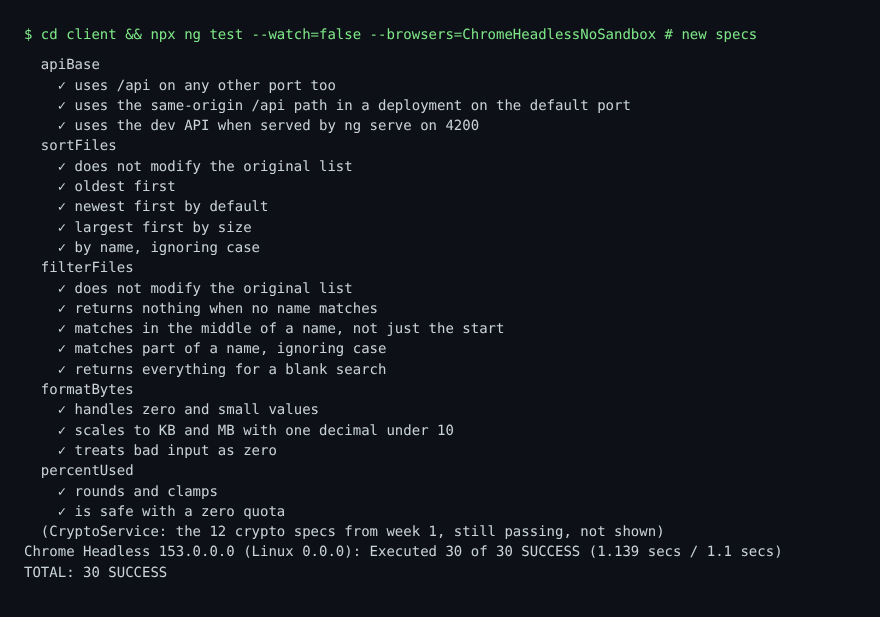 $ cd client && npx ng test --watch=false --browsers=ChromeHeadlessNoSandbox # new specs
apiBase
✓ uses /api on any other port too
✓ uses the same-origin /api path in a deployment on the default port
✓ uses the dev API when served by ng serve on 4200
sortFiles
✓ does not modify the original list
✓ oldest first
✓ newest first by default
✓ largest first by size
✓ by name, ignoring case
filterFiles
✓ does not modify the original list
✓ returns nothing when no name matches
✓ matches in the middle of a name, not just the start
✓ matches part of a name, ignoring case
✓ returns everything for a blank search
formatBytes
✓ handles zero and small values
✓ scales to KB and MB with one decimal under 10
✓ treats bad input as zero
percentUsed
✓ rounds and clamps
✓ is safe with a zero quota
(CryptoService: the 12 crypto specs from week 1, still passing, not shown)
Chrome Headless 153.0.0.0 (Linux 0.0.0): Executed 30 of 30 SUCCESS (1.139 secs / 1.1 secs)
TOTAL: 30 SUCCESS